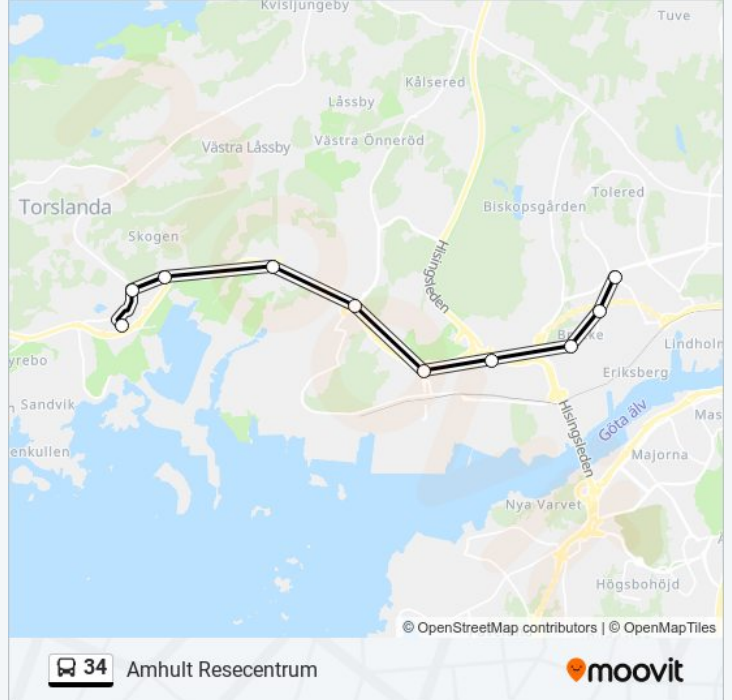 Kvisljungeby
Tuve
Kålsered
Låssby
Västra Önneröd
Västra Låssby
Tolered
Torslanda
Biskopsgården
Skogen
Hisingsleden
Lindholm
yrebo
Eriksberg
Sandvik
Hisingsleden
Göta älv
Mas
enkullen
Majorna
Nya Varvet
Högsbohöjd
© OpenStreetMap contributors | © OpenMapTiles
34 Amhult Resecentrum
moovit